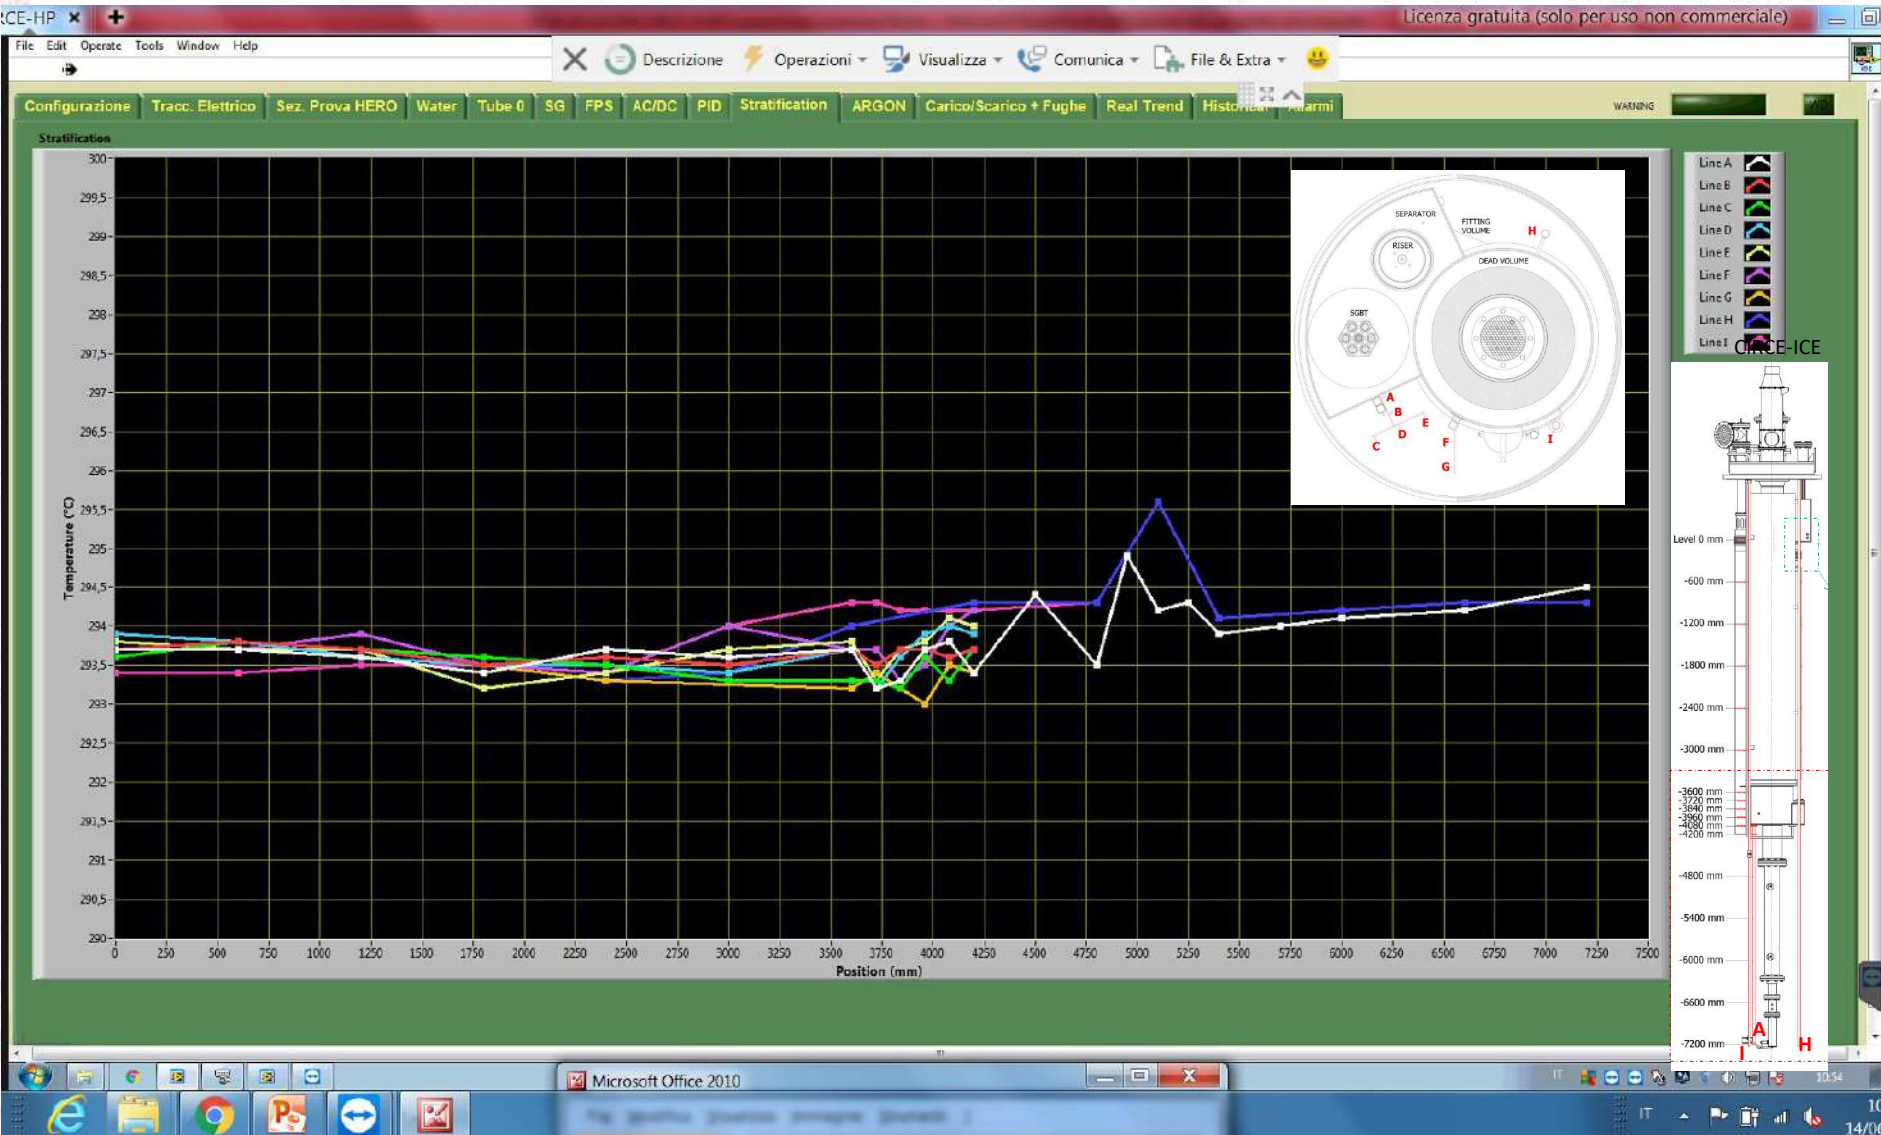 RCE-HP
Licenza gratuita (solo per uso non commerciale)
File Edit Operate Tools Window Help
Descrizione Operazioni Visualizza Comunica File & Extra
Configurazione Tracc. Elettrico Sez. Prova HERO Water Tube 0 SG FPS AC/DC PID Stratification ARGON Carico/Scarico + Fughe Real Trend
WARNING
Stratification
300
299,5
299
298,5
298
297,5
297
296,5
296
295,5
295
294,5
294
293,5
293
292,5
292
291,5
291
290,5
290
Temperature (°C)
0 250 500 750 1000 1250 1500 1750 2000 2250 2500 2750 3000 3250 3500 3750 4000 4250 4500 4750 5000 5250 5500 5750 6000 6250 6500 6750 7000 7250 7500
Position (mm)
Line A
Line B
Line C
Line D
Line E
Line F
Line G
Line H
Line I
SEPARATOR
FITTING
VOLUME
H
RISER
DEAD VOLUME
SGBT
A
B
E
D
C
F
G
I
CIRCE-ICE
Level 0 mm
-600 mm
-1200 mm
-1800 mm
-2400 mm
-3000 mm
-3600 mm
-3720 mm
-3840 mm
-3960 mm
-4080 mm
-4200 mm
-4800 mm
-5400 mm
-6000 mm
-6600 mm
-7200 mm
A
I
H
Microsoft Office 2010
IT
10:54
IT
10
14/06